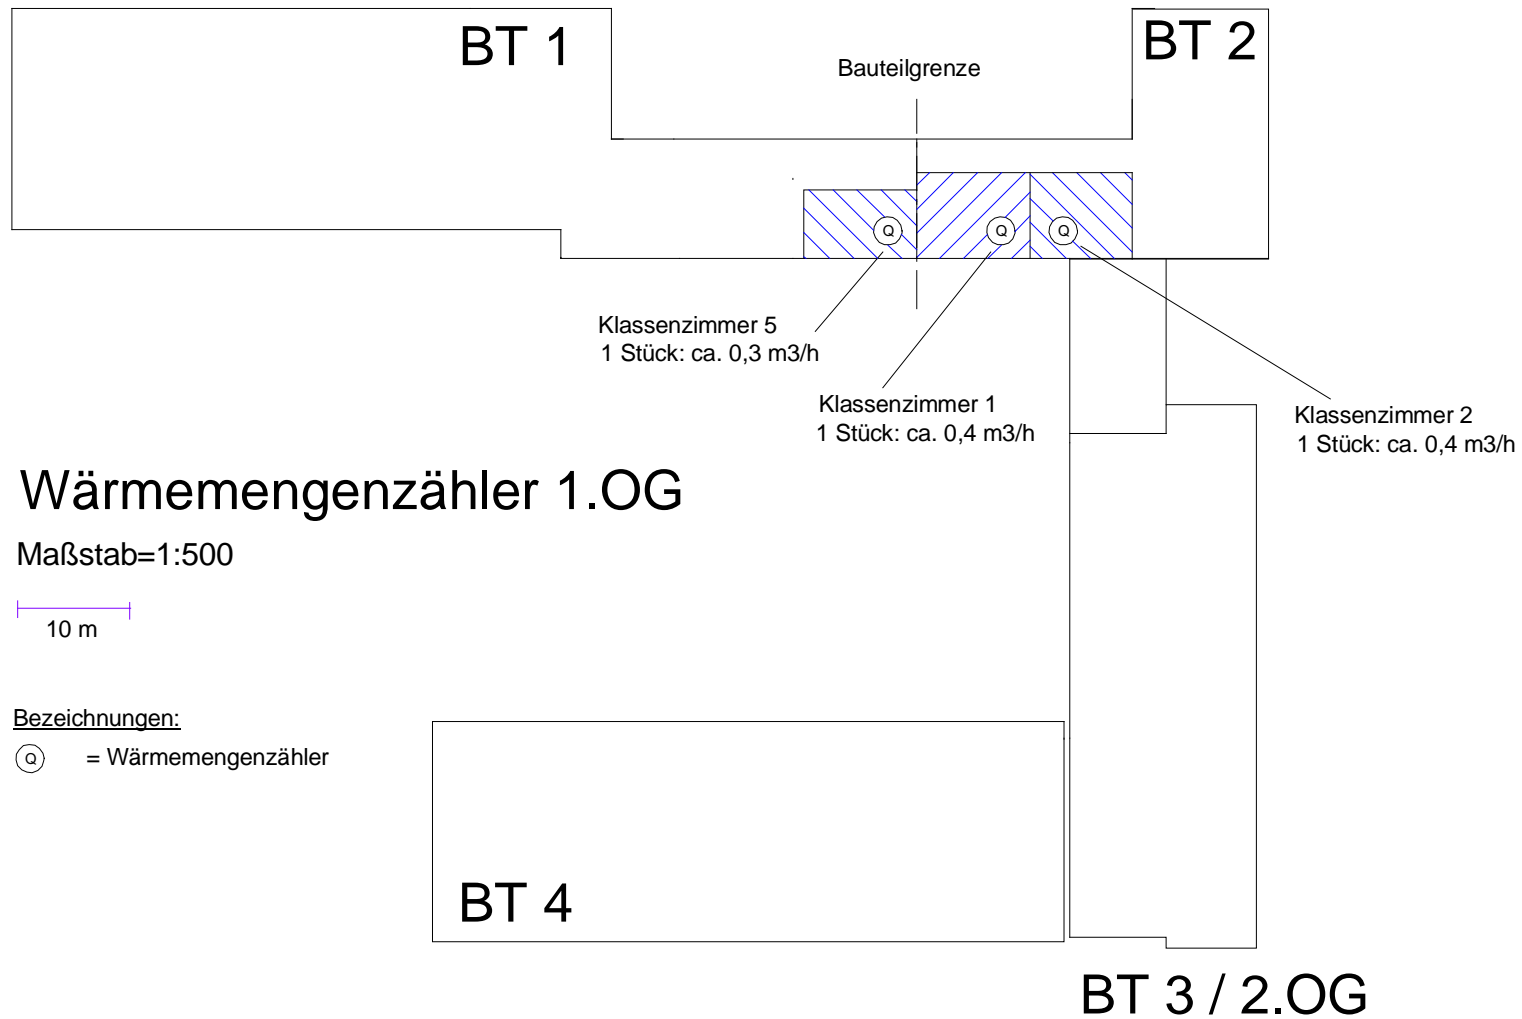 BT 1
BT 2
Bauteilgrenze
Q
Q
Q
Klassenzimmer 5
1 Stück: ca. 0,3 m3/h
Klassenzimmer 1
1 Stück: ca. 0,4 m3/h
Klassenzimmer 2
1 Stück: ca. 0,4 m3/h
Wärmemengenzähler 1.OG
Maßstab=1:500
10 m
Bezeichnungen:
Q = Wärmemengenzähler
BT 4
BT 3 / 2.OG